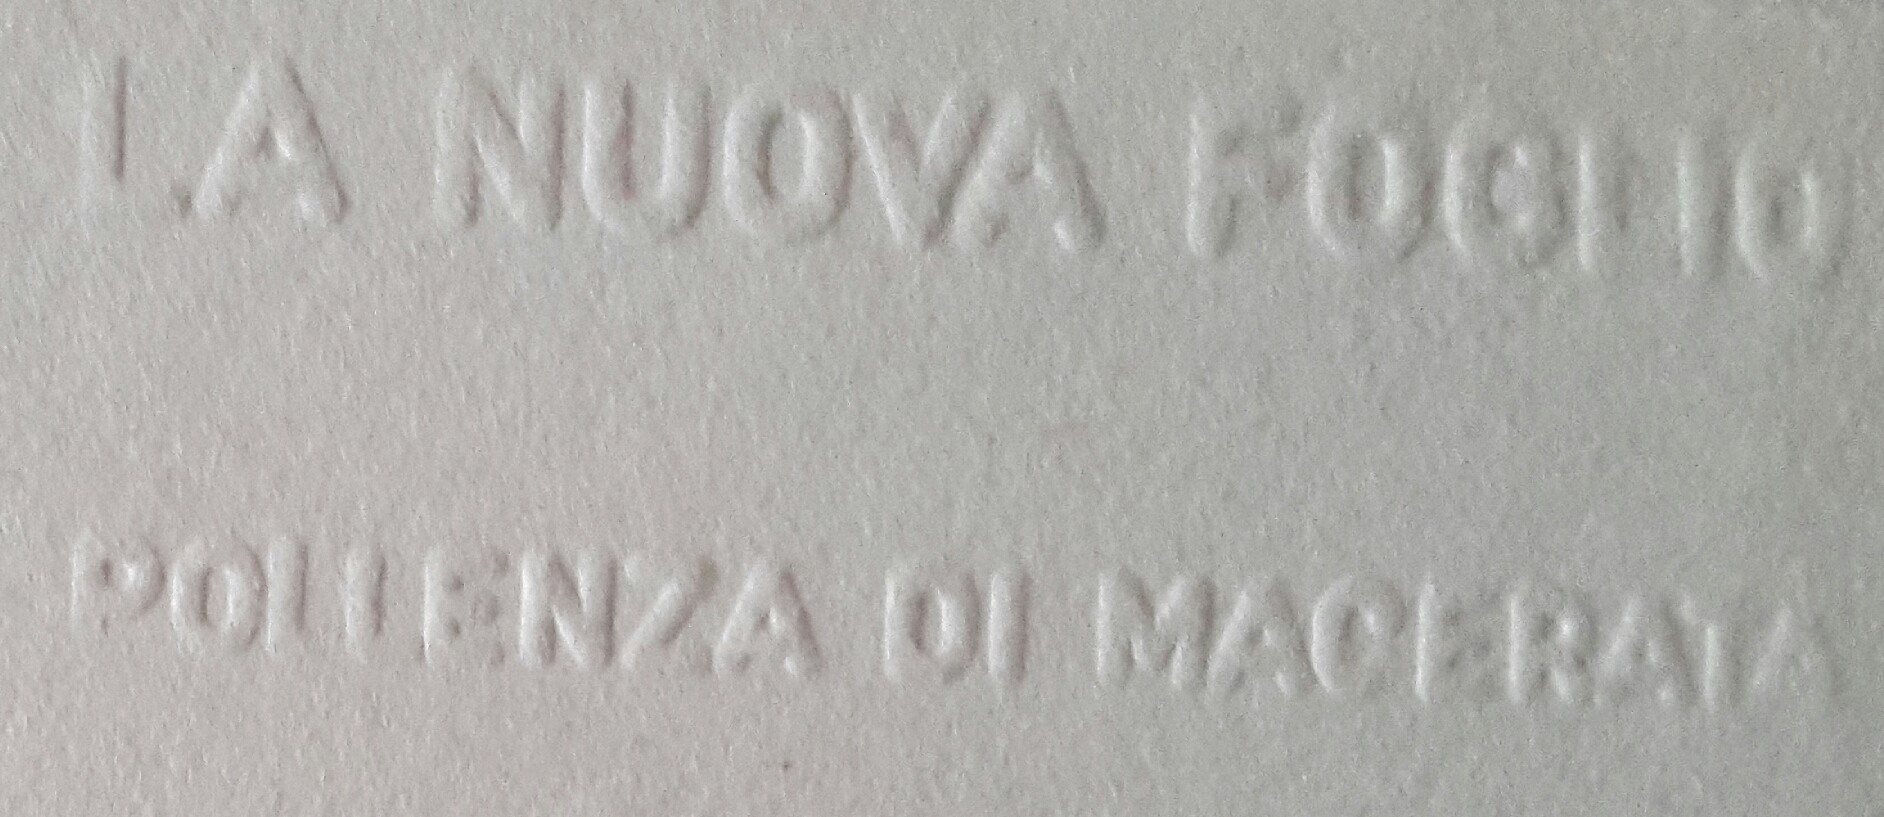 LA NUOVA FOGLIO
POLLENZA DI MACERATA